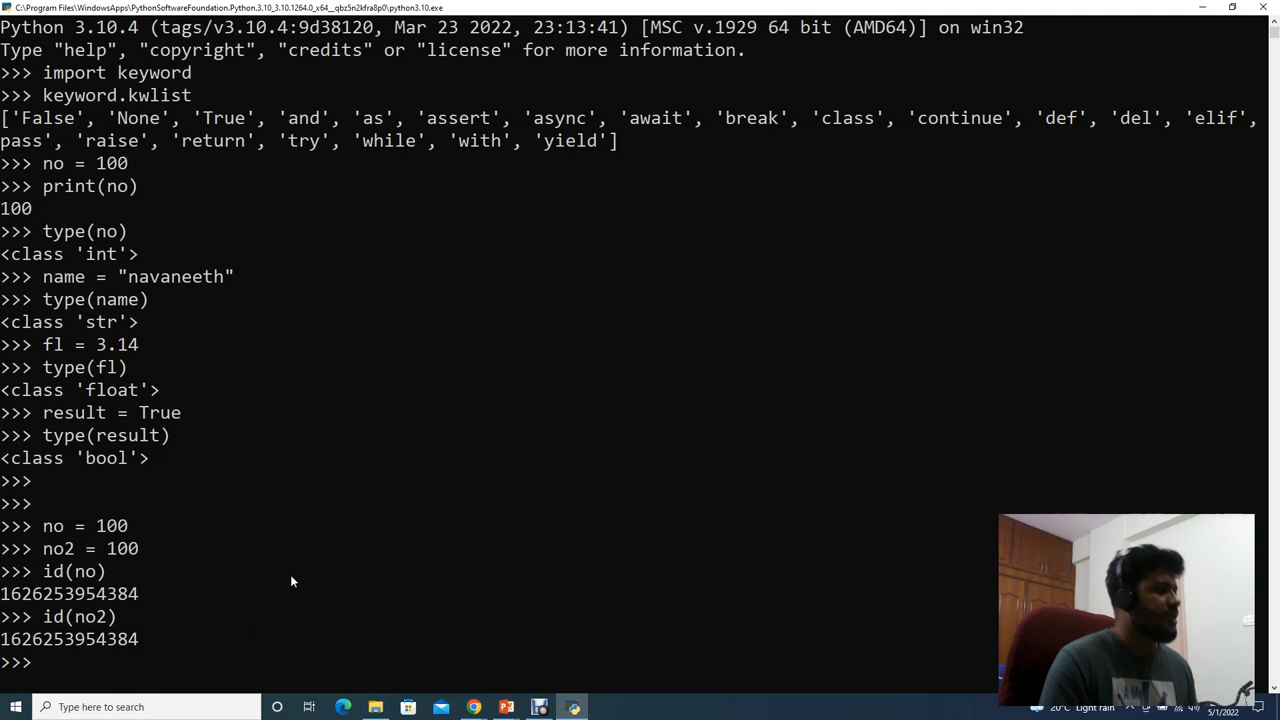 C:\Program Files\WindowsApps\PythonSoftwareFoundation.Python.3.10_3.10.1264.0_x64__qbz5n2kfra8p0\python3.10.exe
Python 3.10.4 (tags/v3.10.4:9d38120, Mar 23 2022, 23:13:41) [MSC v.1929 64 bit (AMD64)] on win32
Type "help", "copyright", "credits" or "license" for more information.
>>> import keyword
>>> keyword.kwlist
['False', 'None', 'True', 'and', 'as', 'assert', 'async', 'await', 'break', 'class', 'continue', 'def', 'del', 'elif',
pass', 'raise', 'return', 'try', 'while', 'with', 'yield']
>>> no = 100
>>> print(no)
100
>>> type(no)
<class 'int'>
>>> name = "navaneeth"
>>> type(name)
<class 'str'>
>>> fl = 3.14
>>> type(fl)
<class 'float'>
>>> result = True
>>> type(result)
<class 'bool'>
>>>
>>>
>>> no = 100
>>> no2 = 100
>>> id(no)
1626253954384
>>> id(no2)
1626253954384
>>>
Type here to search
20°C Light rain
5/1/2022